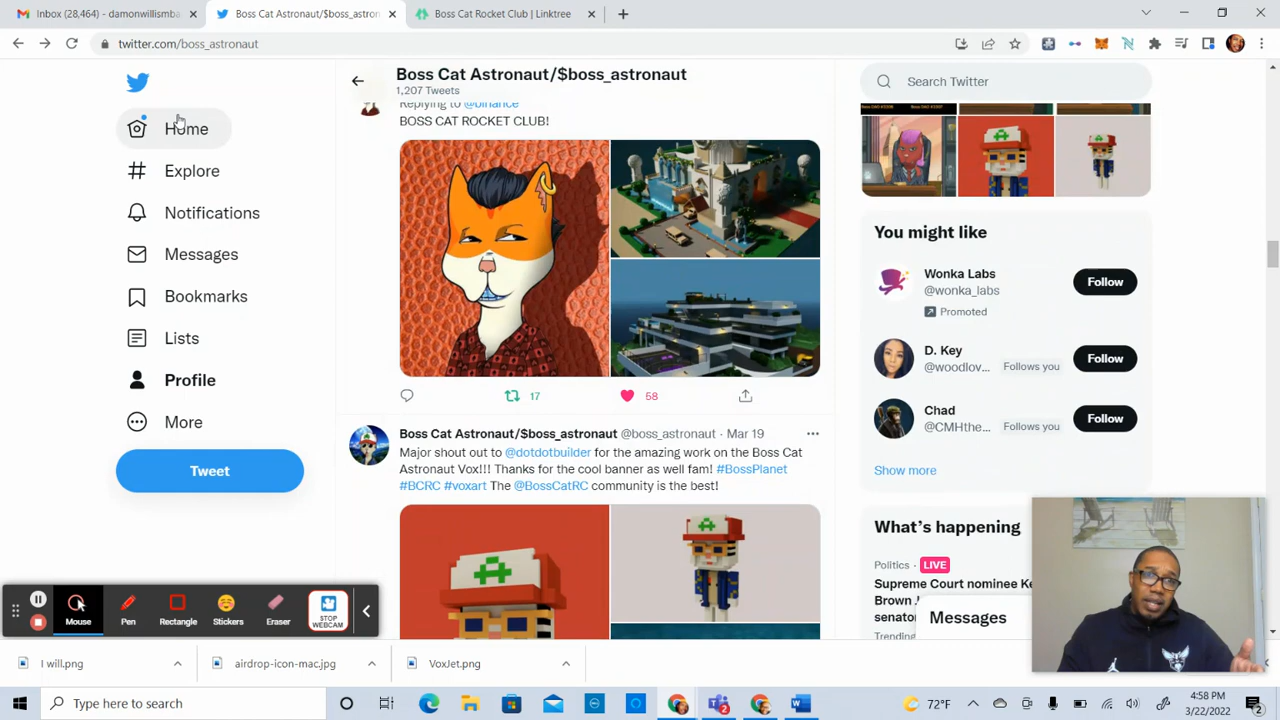 Inbox (28,464) - damonwillismba
Boss Cat Astronaut/$boss_astron
Boss Cat Rocket Club | Linktree
twitter.com/boss_astronaut
Boss Cat Astronaut/$boss_astronaut
1,207 Tweets
Search Twitter
Home
Explore
Notifications
Messages
Bookmarks
Lists
Profile
More
Tweet
Replying to @binance
BOSS CAT ROCKET CLUB!
17
58
Boss Cat Astronaut/$boss_astronaut @boss_astronaut · Mar 19
Major shout out to @dotdotbuilder for the amazing work on the Boss Cat
Astronaut Vox!!! Thanks for the cool banner as well fam! #BossPlanet
#BCRC #voxart The @BossCatRC community is the best!
You might like
Wonka Labs
@wonka_labs
Follow
Promoted
D. Key
@woodlov...
Follows you
Follow
Chad
@CMHthe...
Follows you
Follow
Show more
What's happening
Politics · LIVE
Supreme Court nominee Ke
Brown J
senato
Trending
Messages
Mouse
Pen
Rectangle
Stickers
Eraser
STOP
WEBCAM
I will.png
airdrop-icon-mac.jpg
VoxJet.png
Type here to search
72°F
4:58 PM
3/22/2022
2
2